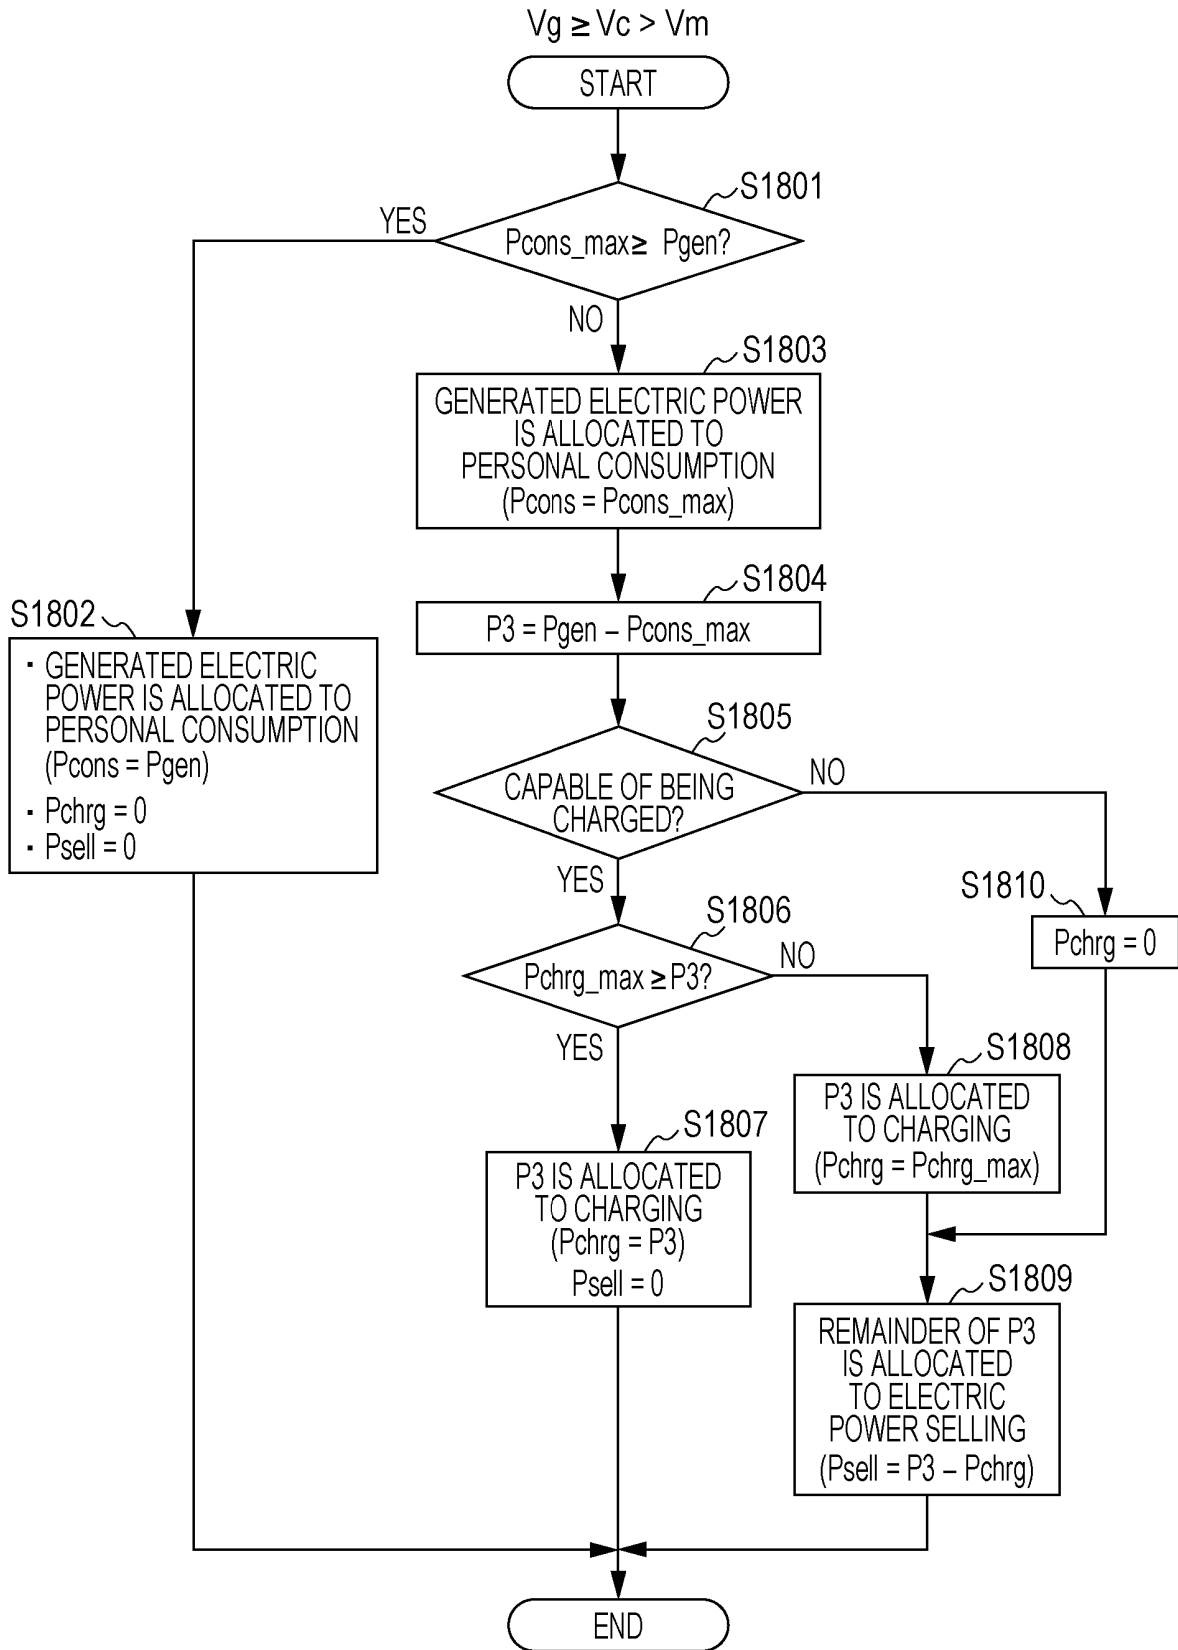 Vg ≥ Vc > Vm
START
S1801
YES
Pcons_max ≥ Pgen?
NO
S1803
GENERATED ELECTRIC POWER
IS ALLOCATED TO
PERSONAL CONSUMPTION
(Pcons = Pcons_max)
S1804
P3 = Pgen – Pcons_max
S1802
· GENERATED ELECTRIC
POWER IS ALLOCATED TO
PERSONAL CONSUMPTION
(Pcons = Pgen)
· Pchrg = 0
· Psell = 0
S1805
CAPABLE OF BEING
CHARGED?
NO
YES
S1810
Pchrg = 0
S1806
Pchrg_max ≥ P3?
NO
YES
S1808
P3 IS ALLOCATED
TO CHARGING
(Pchrg = Pchrg_max)
S1807
P3 IS ALLOCATED
TO CHARGING
(Pchrg = P3)
Psell = 0
S1809
REMAINDER OF P3
IS ALLOCATED
TO ELECTRIC
POWER SELLING
(Psell = P3 – Pchrg)
END